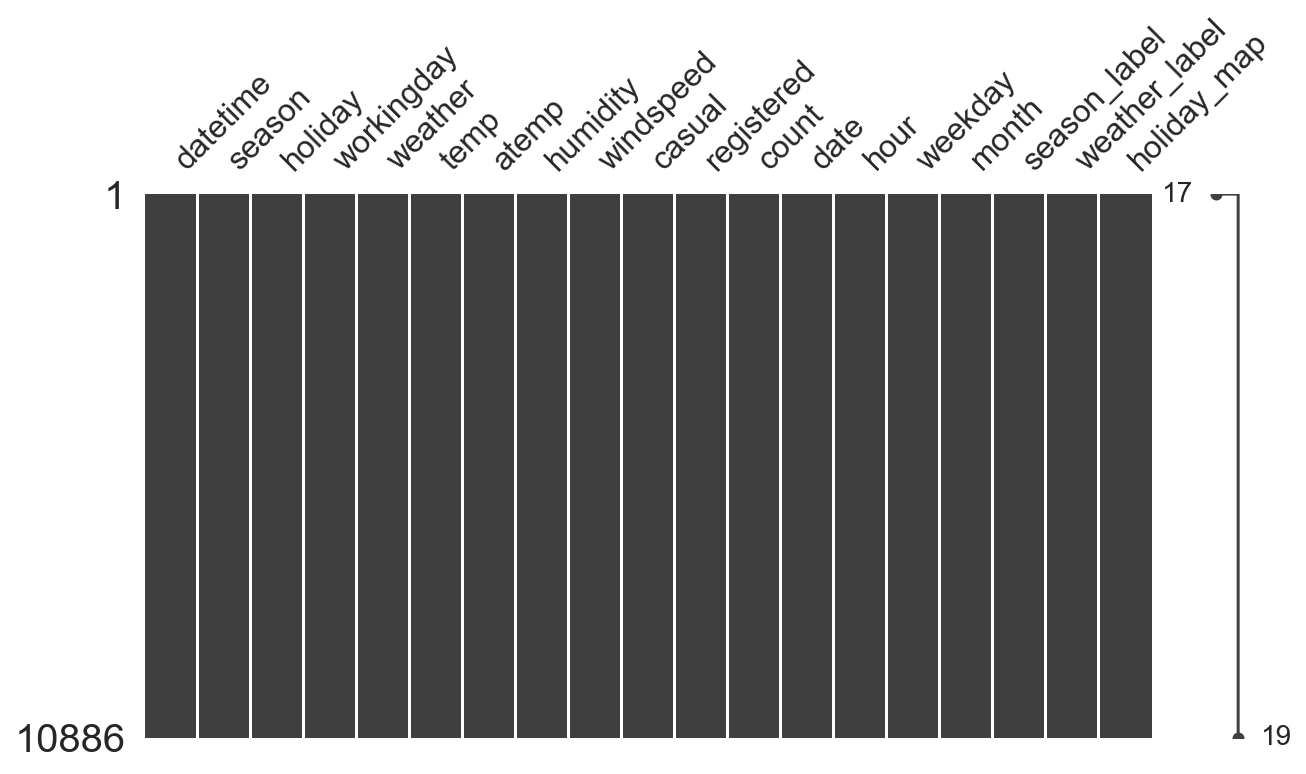 datetime
season
holiday
workingday
weather
temp
atemp
humidity
windspeed
casual
registered
count
date
hour
weekday
month
season_label
weather_label
holiday_map
1
17
10886
19